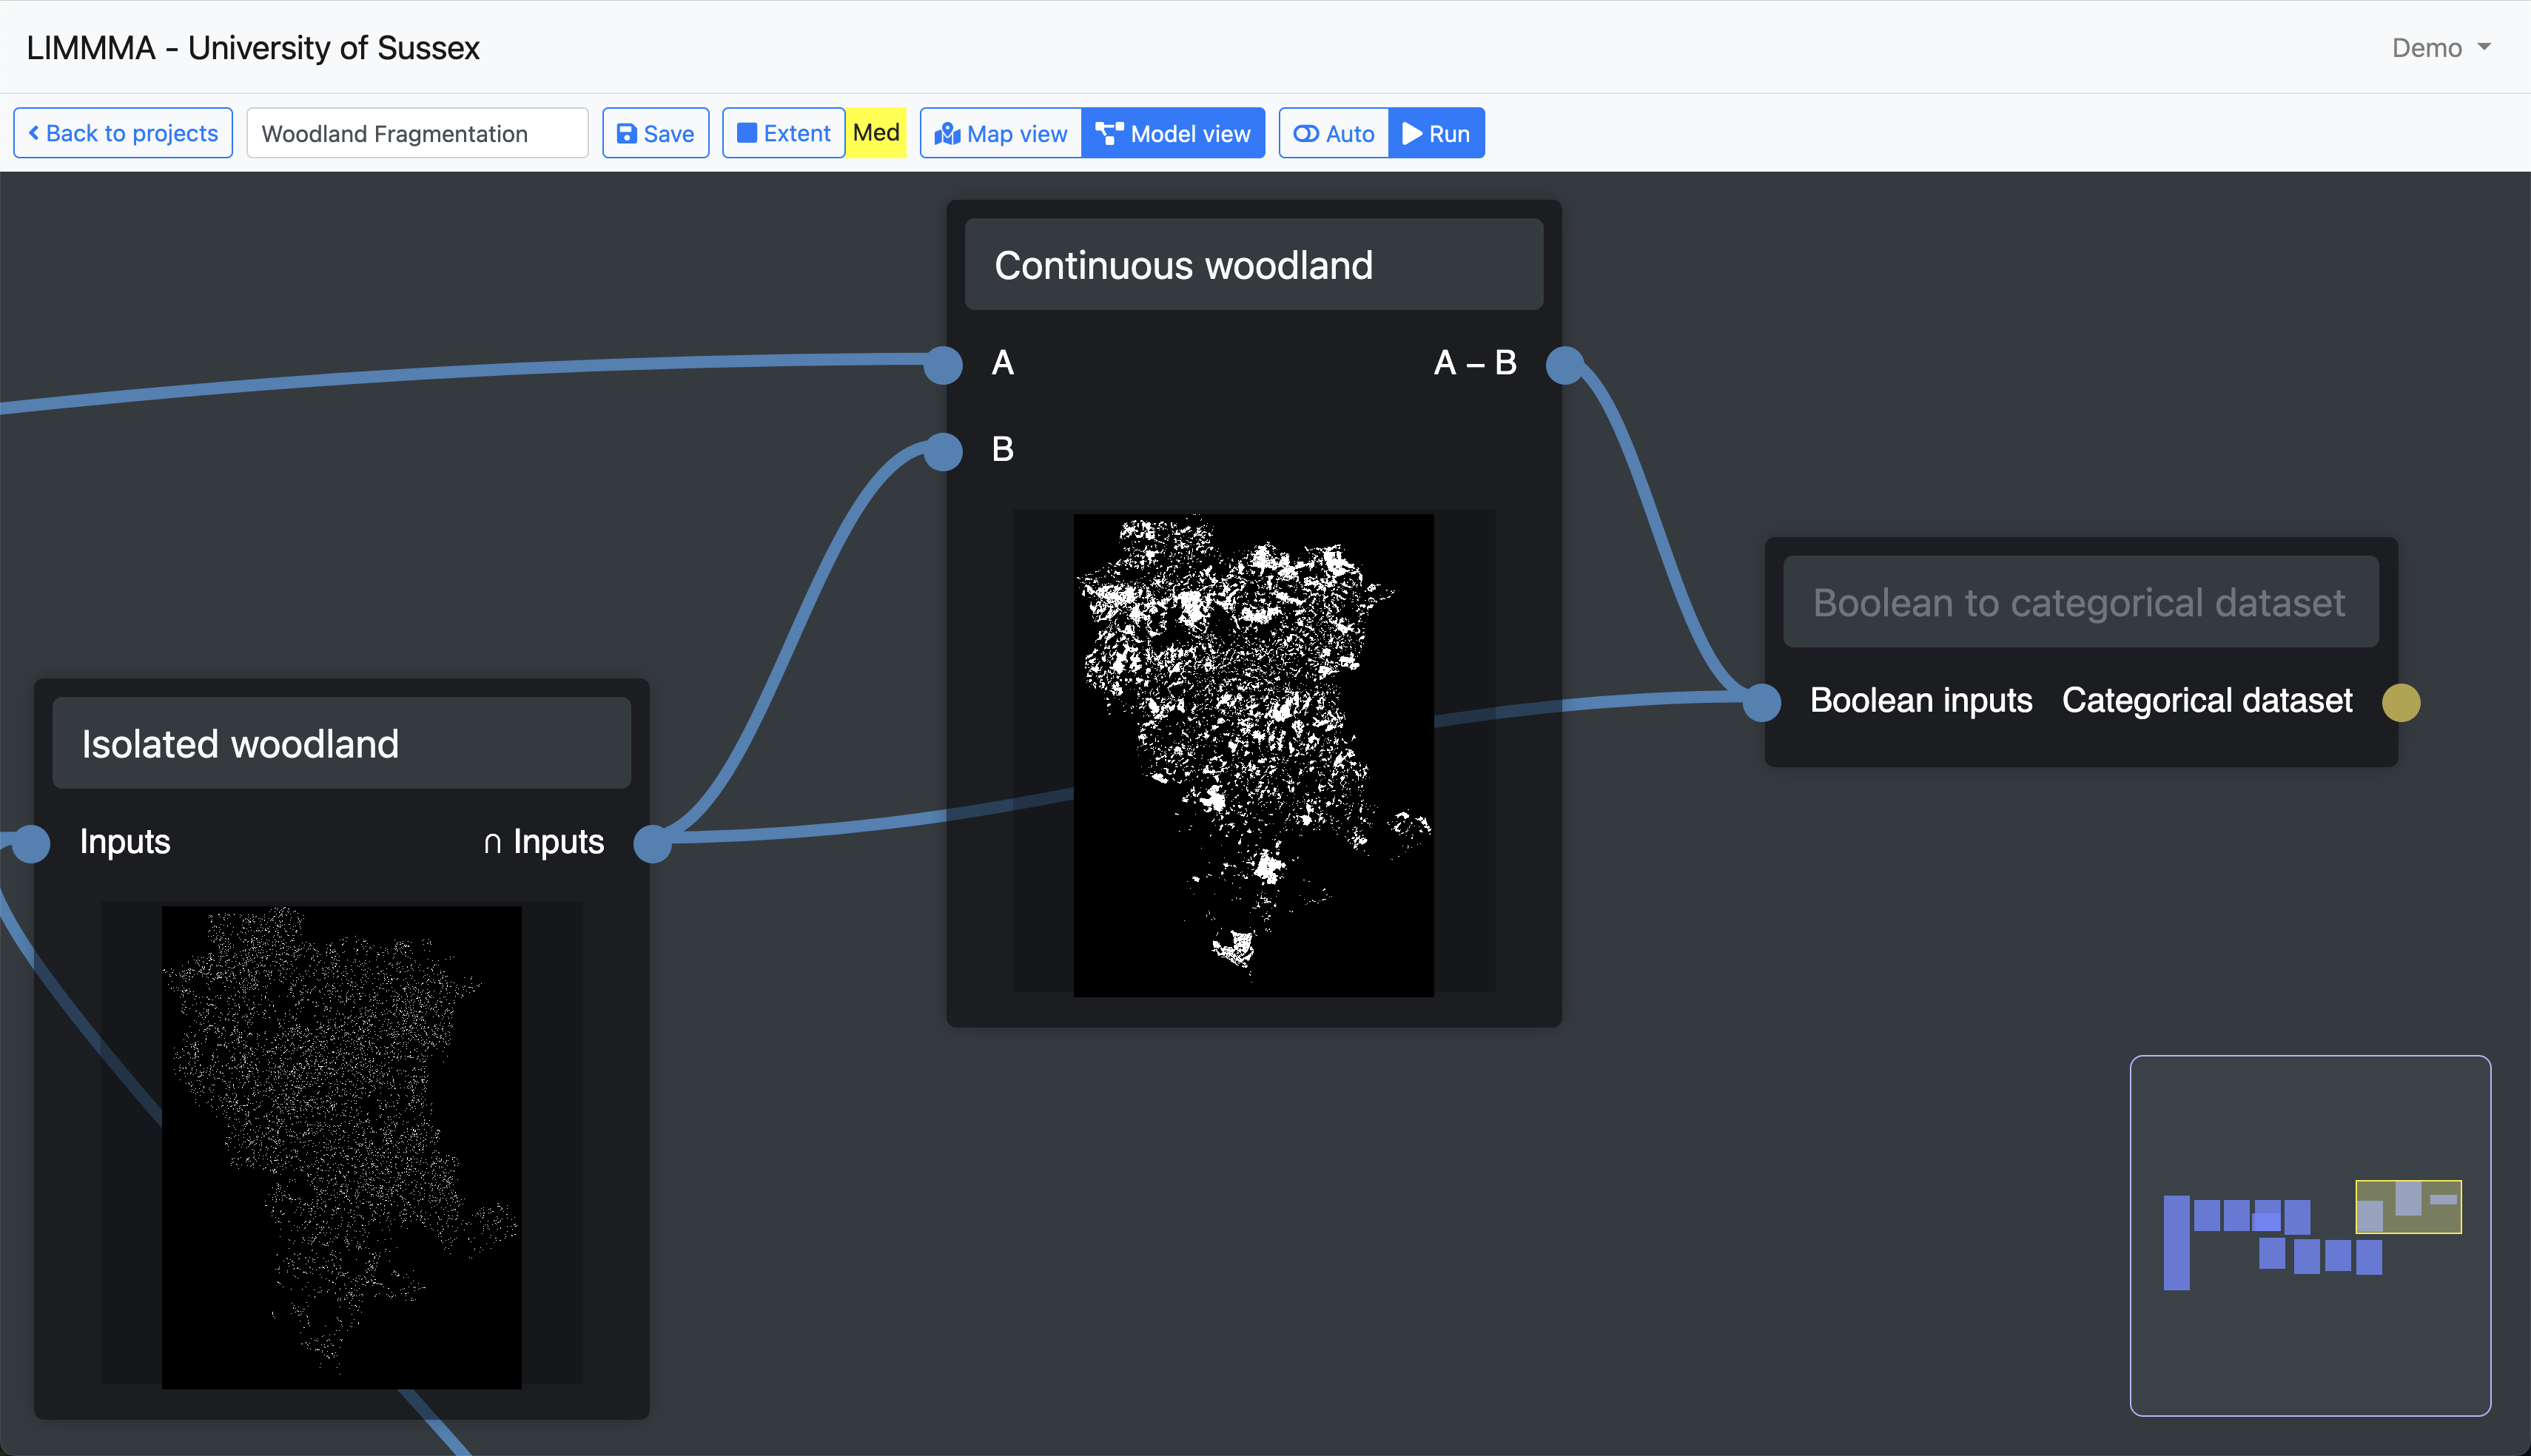 LIMMMA - University of Sussex
Demo
Back to projects
Woodland Fragmentation
Save
Extent
Med
Map view
Model view
Auto
Run
Continuous woodland
A
A – B
B
Boolean to categorical dataset
Boolean inputs
Categorical dataset
Isolated woodland
Inputs
∩ Inputs